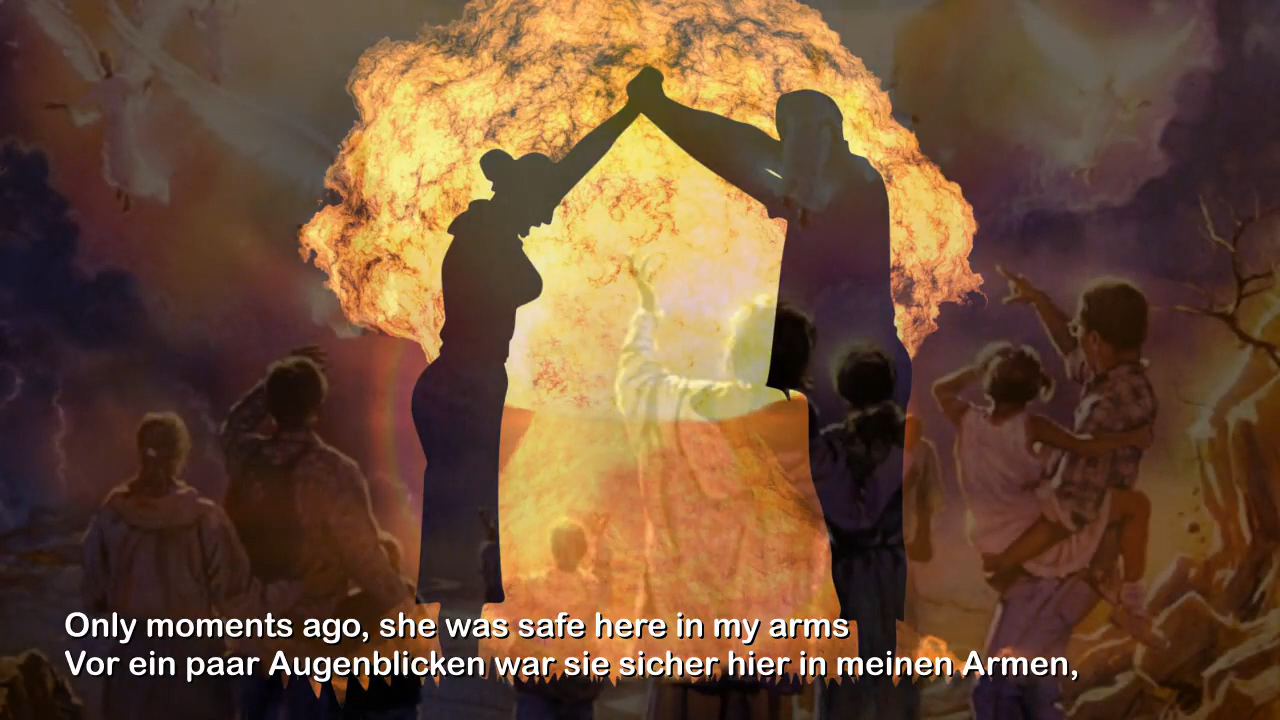 Only moments ago, she was safe here in my arms
Vor ein paar Augenblicken war sie sicher hier in meinen Armen,